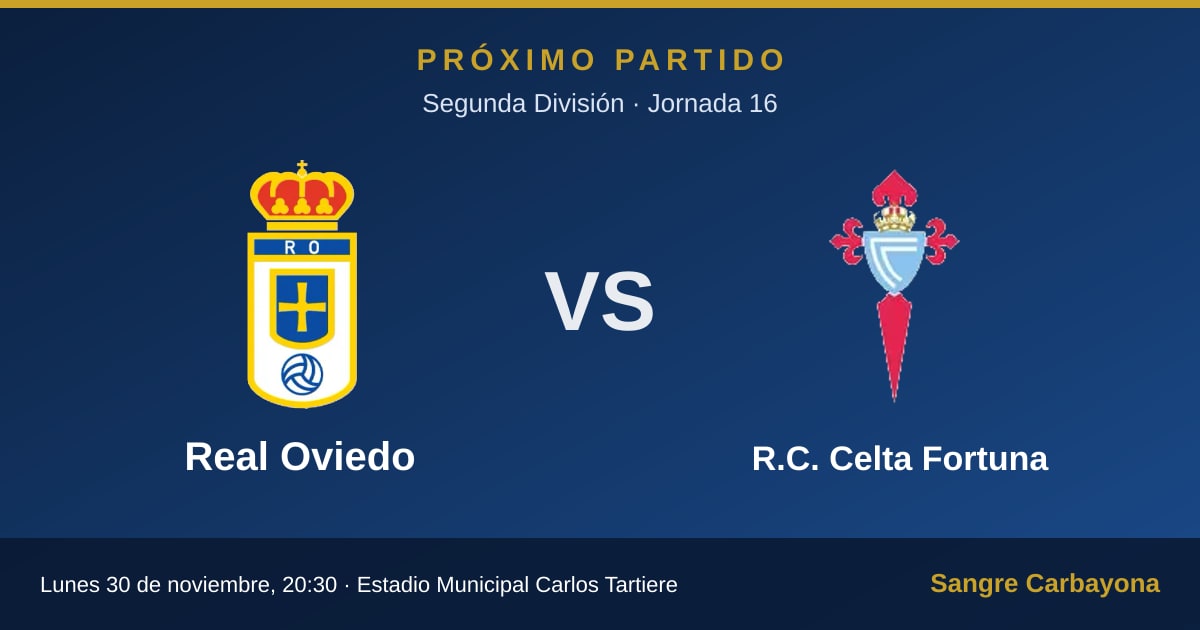 PRÓXIMO PARTIDO
Segunda División · Jornada 16
R O
VS
Real Oviedo
R.C. Celta Fortuna
Lunes 30 de noviembre, 20:30 · Estadio Municipal Carlos Tartiere
Sangre Carbayona